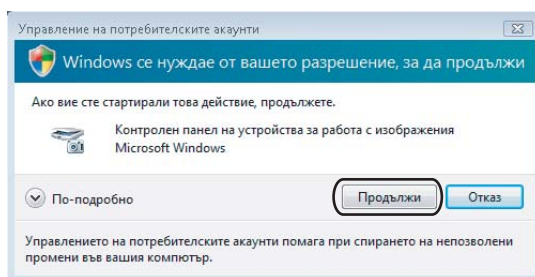 Управление на потребителските акаунти
Windows се нуждае от вашето разрешение, за да продължи
Ако вие сте стартирали това действие, продължете.
Контролен панел на устройства за работа с изображения
Microsoft Windows
По-подробно
Продължи
Отказ
Управлението на потребителските акаунти помага при спирането на непозволени
промени във вашия компютър.